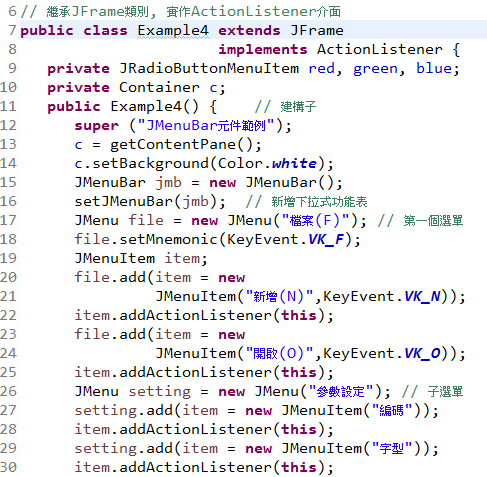 6 // 繼承JFrame類別, 實作ActionListener介面
7 public class Example4 extends JFrame
8                       implements ActionListener {
9    private JRadioButtonMenuItem red, green, blue;
10    private Container c;
11    public Example4() {    // 建構子
12       super ("JMenuBar元件範例");
13       c = getContentPane();
14       c.setBackground(Color.white);
15       JMenuBar jmb = new JMenuBar();
16       setJMenuBar(jmb);  // 新增下拉式功能表
17       JMenu file = new JMenu("檔案(F)"); // 第一個選單
18       file.setMnemonic(KeyEvent.VK_F);
19       JMenuItem item;
20       file.add(item = new
21                JMenuItem("新增(N)",KeyEvent.VK_N));
22       item.addActionListener(this);
23       file.add(item = new
24                JMenuItem("開啟(O)",KeyEvent.VK_O));
25       item.addActionListener(this);
26       JMenu setting = new JMenu("參數設定"); // 子選單
27       setting.add(item = new JMenuItem("編碼"));
28       item.addActionListener(this);
29       setting.add(item = new JMenuItem("字型"));
30       item.addActionListener(this);